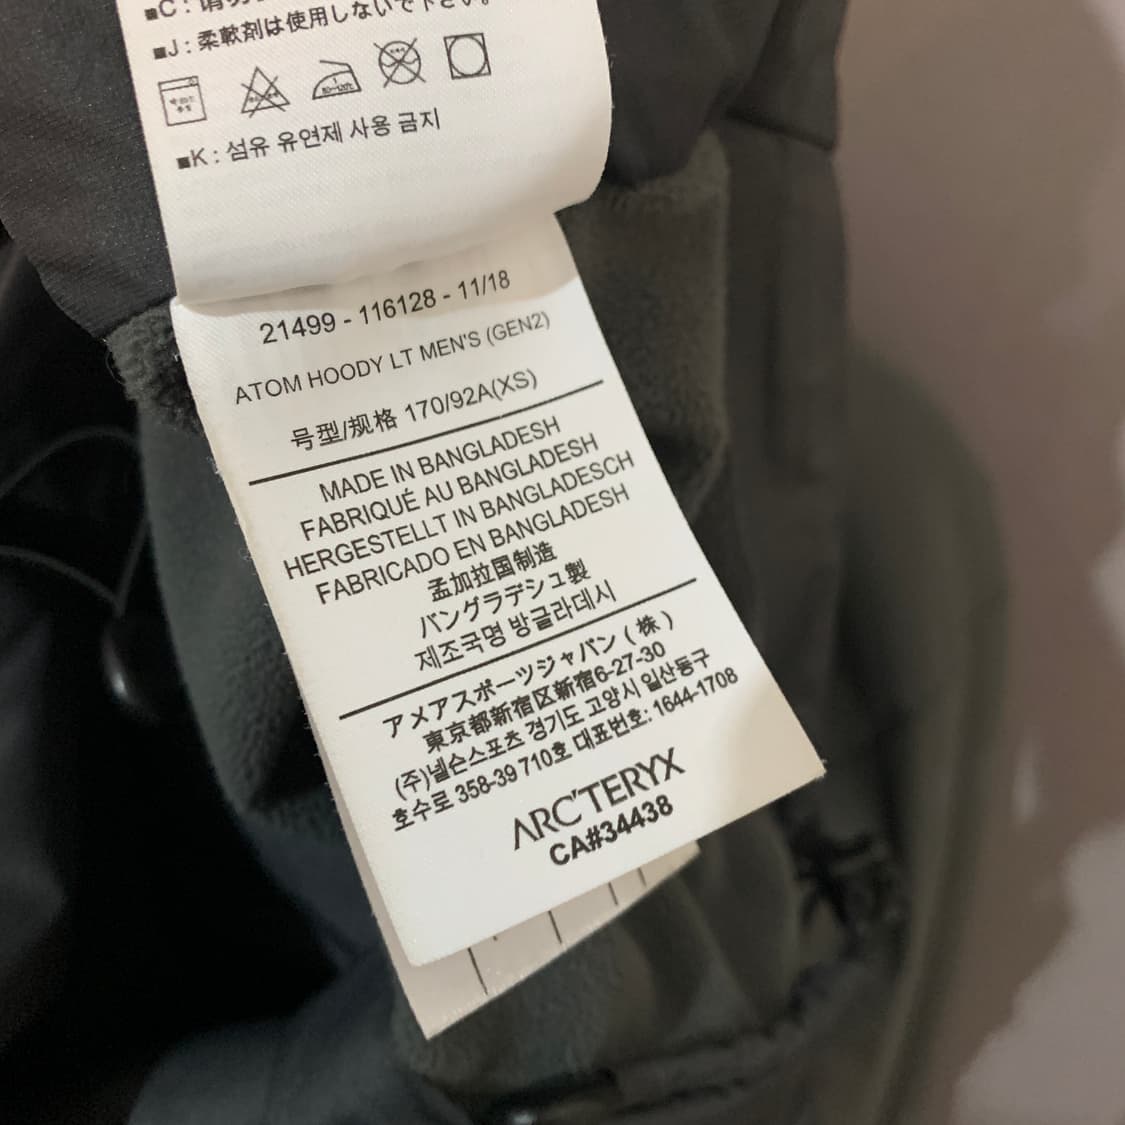 ■C : 请
■J : 柔軟剤は使用しないで下さい。
■K : 섬유 유연제 사용 금지
21499 - 116128 - 11/18
ATOM HOODY LT MEN'S (GEN2)
号型/规格 170/92A(XS)
MADE IN BANGLADESH
FABRIQUÉ AU BANGLADESH
HERGESTELLT IN BANGLADESCH
FABRICADO EN BANGLADESH
孟加拉国制造
バングラデシュ製
제조국명 방글라데시
アメアスポーツジャパン ( 株 )
東京都新宿区新宿6-27-30
(주)넬슨스포츠 경기도 고양시 일산동구
호수로 358-39 710호 대표번호: 1644-1708
ARC'TERYX
CA#34438